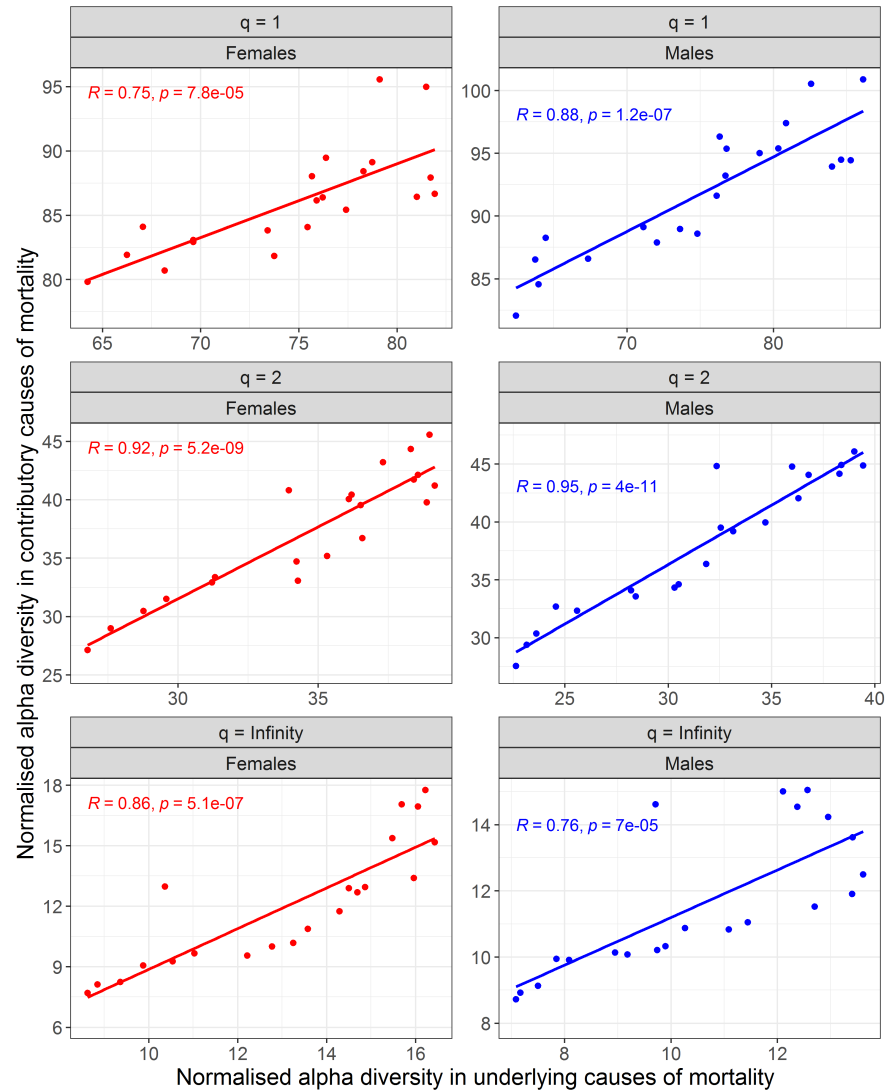 q = 1
Females
95
90
85
80
65 70 75 80
R = 0.75, p = 7.8e-05
q = 1
Males
100
95
90
85
70 80
R = 0.88, p = 1.2e-07
q = 2
Females
45
40
35
30
25
30 35
R = 0.92, p = 5.2e-09
q = 2
Males
45
40
35
30
25 30 35 40
R = 0.95, p = 4e-11
q = Infinity
Females
18
15
12
9
6
10 12 14 16
R = 0.86, p = 5.1e-07
q = Infinity
Males
14
12
10
8
8 10 12
R = 0.76, p = 7e-05
Normalised alpha diversity in contributory causes of mortality
Normalised alpha diversity in underlying causes of mortality